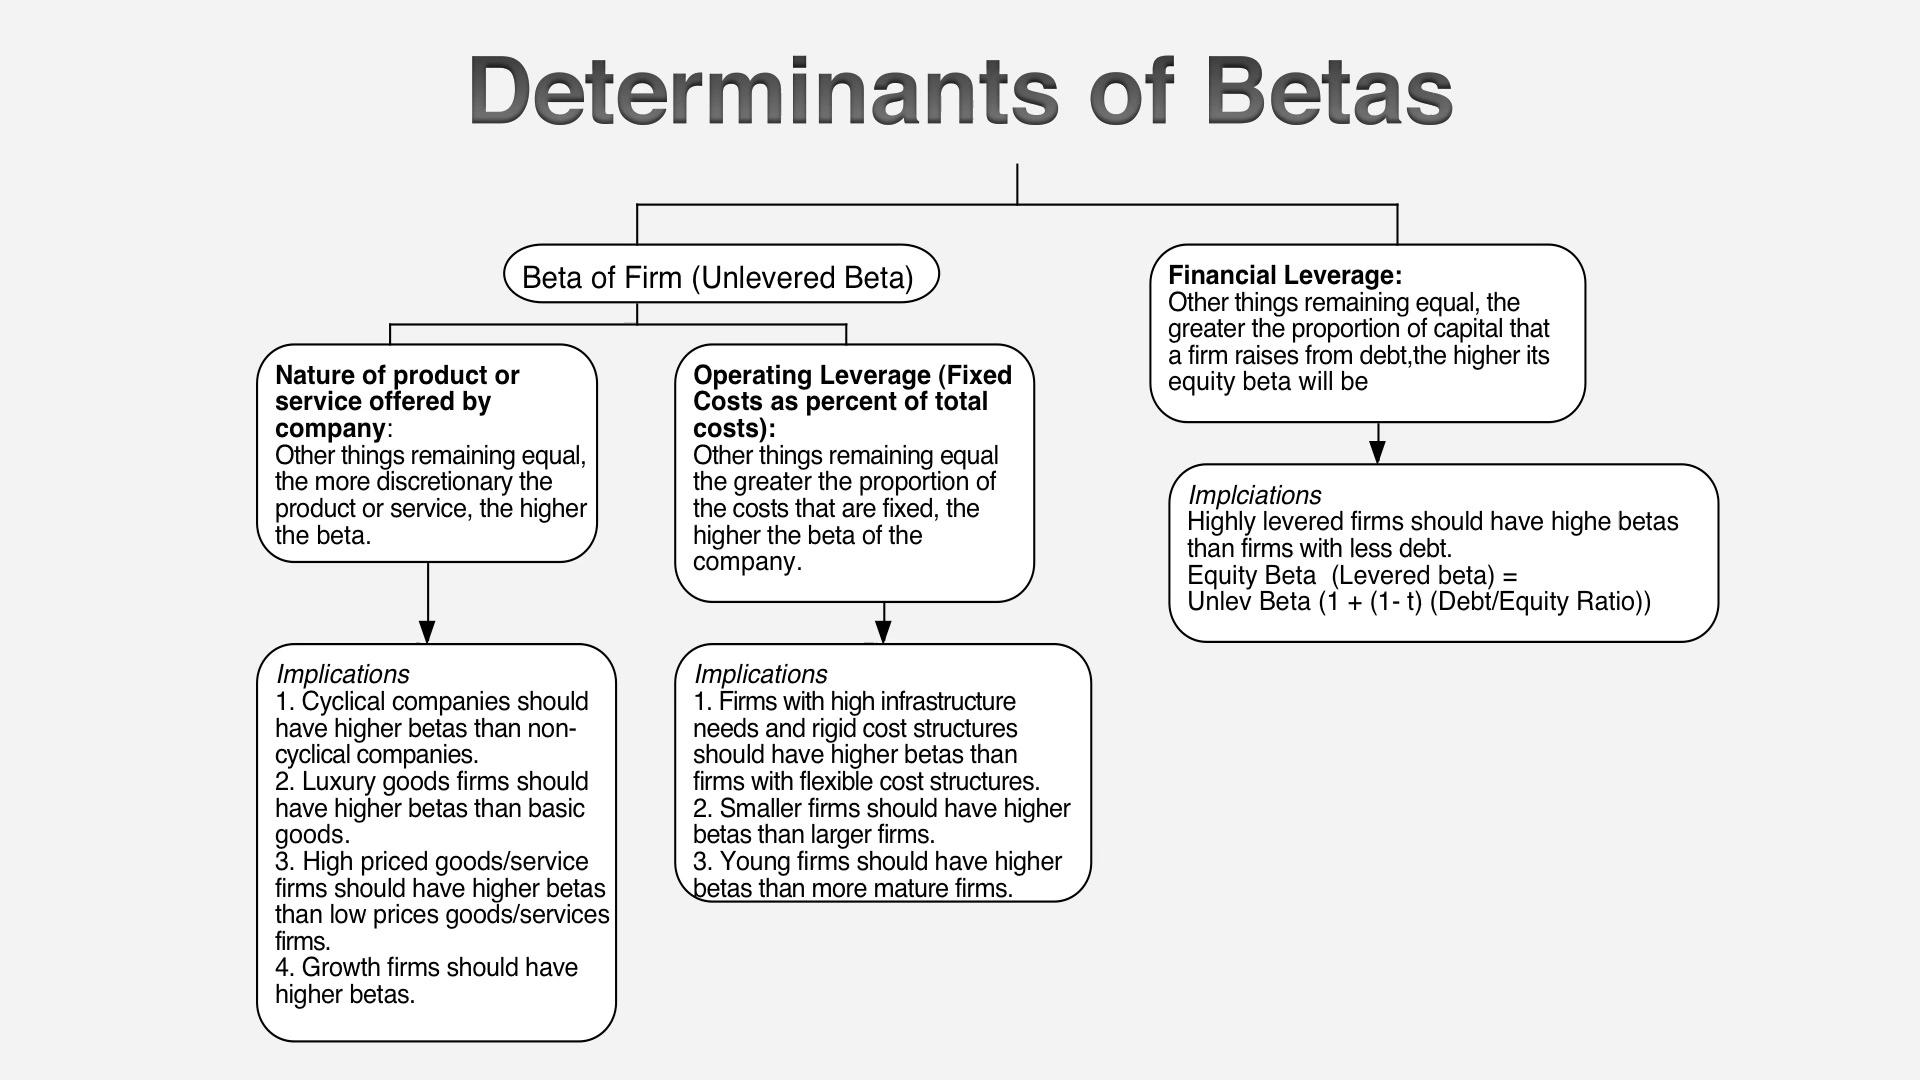 Determinants of Betas
Beta of Firm (Unlevered Beta)
Nature of product or
service offered by
company:
Other things remaining equal,
the more discretionary the
product or service, the higher
the beta.
Operating Leverage (Fixed
Costs as percent of total
costs):
Other things remaining equal
the greater the proportion of
the costs that are fixed, the
higher the beta of the
company.
Financial Leverage:
Other things remaining equal, the
greater the proportion of capital that
a firm raises from debt,the higher its
equity beta will be
Implciations
Highly levered firms should have highe betas
than firms with less debt.
Equity Beta (Levered beta) =
Unlev Beta (1 + (1- t) (Debt/Equity Ratio))
Implications
1. Cyclical companies should
have higher betas than non-
cyclical companies.
2. Luxury goods firms should
have higher betas than basic
goods.
3. High priced goods/service
firms should have higher betas
than low prices goods/services
firms.
4. Growth firms should have
higher betas.
Implications
1. Firms with high infrastructure
needs and rigid cost structures
should have higher betas than
firms with flexible cost structures.
2. Smaller firms should have higher
betas than larger firms.
3. Young firms should have higher
betas than more mature firms.